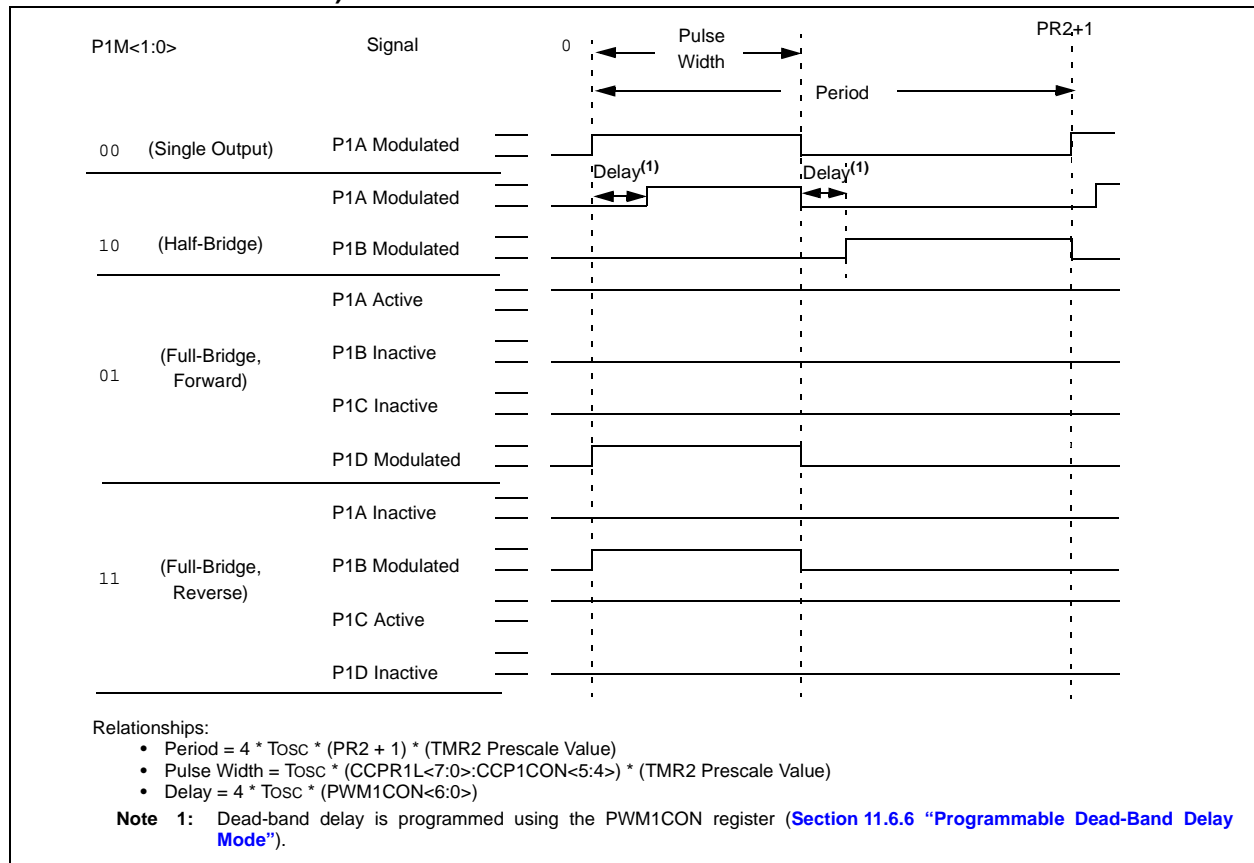 P1M<1:0> Signal 0 Pulse Width PR2+1
Period
00 (Single Output) P1A Modulated
Delay(1) Delay(1)
P1A Modulated
10 (Half-Bridge) P1B Modulated
P1A Active
01 (Full-Bridge, Forward) P1B Inactive
P1C Inactive
P1D Modulated
P1A Inactive
11 (Full-Bridge, Reverse) P1B Modulated
P1C Active
P1D Inactive
Relationships:
• Period = 4 * TOSC * (PR2 + 1) * (TMR2 Prescale Value)
• Pulse Width = TOSC * (CCPR1L<7:0>:CCP1CON<5:4>) * (TMR2 Prescale Value)
• Delay = 4 * TOSC * (PWM1CON<6:0>)
Note 1: Dead-band delay is programmed using the PWM1CON register (Section 11.6.6 “Programmable Dead-Band Delay
Mode”).